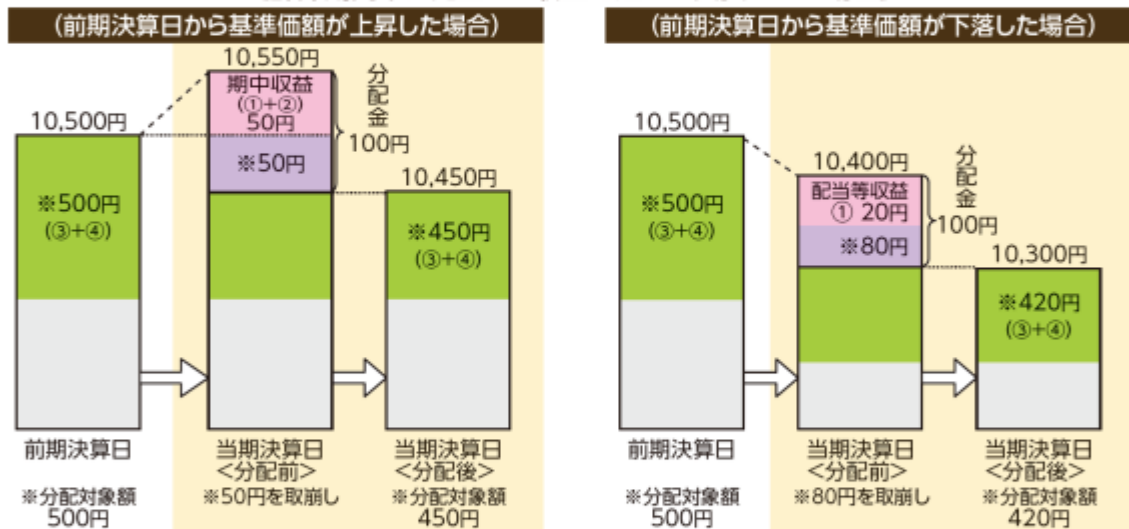 (前期決算日から基準価額が上昇した場合)
10,550円
期中収益
(①+②)
50円
※50円
分配金
100円
10,500円
※500円
(③+④)
10,450円
※450円
(③+④)
前期決算日
※分配対象額
500円
当期決算日
<分配前>
※50円を取崩し
当期決算日
<分配後>
※分配対象額
450円
(前期決算日から基準価額が下落した場合)
10,500円
※500円
(③+④)
10,400円
配当等収益
① 20円
※80円
分配金
100円
10,300円
※420円
(③+④)
前期決算日
※分配対象額
500円
当期決算日
<分配前>
※80円を取崩し
当期決算日
<分配後>
※分配対象額
420円